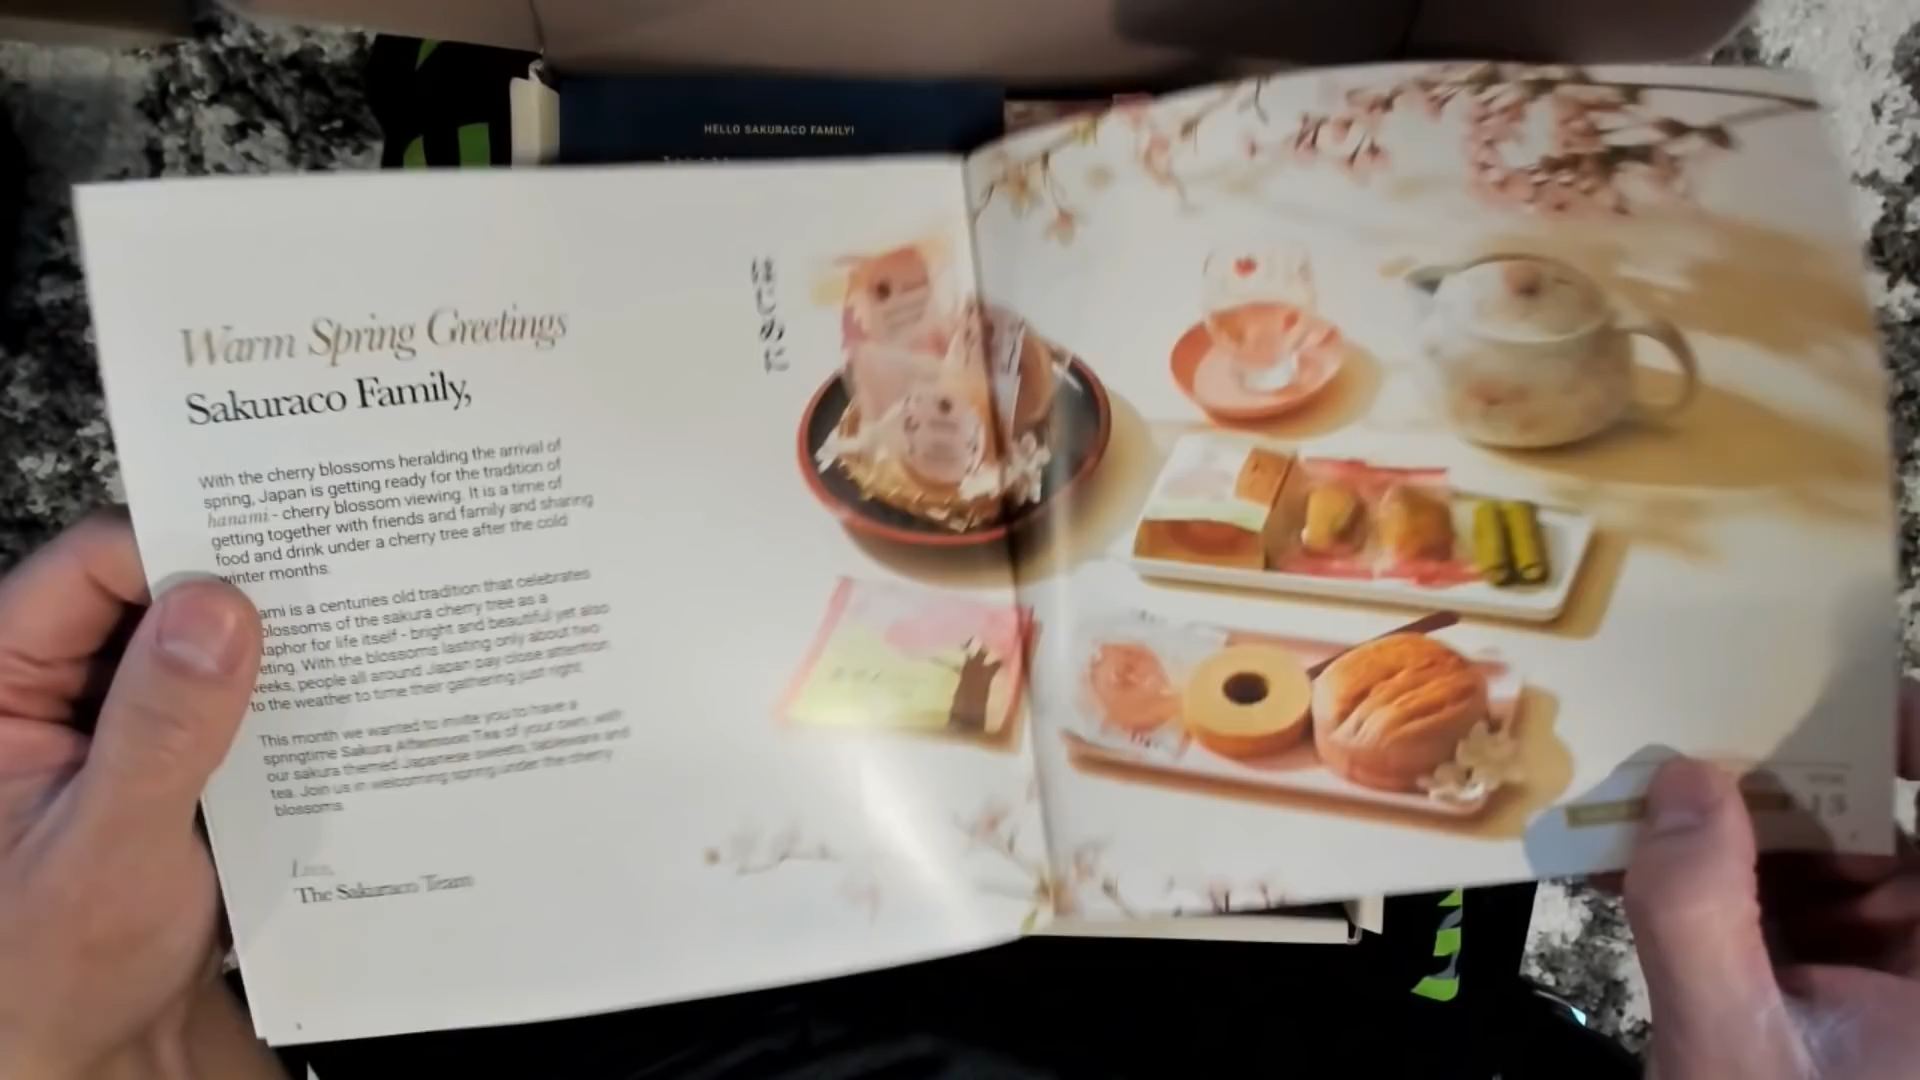 HELLO SAKURACO FAMILY!
Warm Spring Greetings
Sakuraco Family,
With the cherry blossoms heralding the arrival of
spring, Japan is getting ready for the tradition of
hanami - cherry blossom viewing. It is a time of
getting together with friends and family and sharing
food and drink under a cherry tree after the cold
winter months.
ami is a centuries old tradition that celebrates
blossoms of the sakura cherry tree as a
taphor for life itself - bright and beautiful yet also
eting. With the blossoms lasting only about two
weeks, people all around Japan pay close attention
to the weather to time their gathering just right.
This month we wanted to invite you to have a
springtime Sakura Afternoon Tea of your own, with
our sakura themed Japanese sweets, tableware and
tea. Join us in welcoming spring under the cherry
blossoms.
Love,
The Sakuraco Team
はじめに